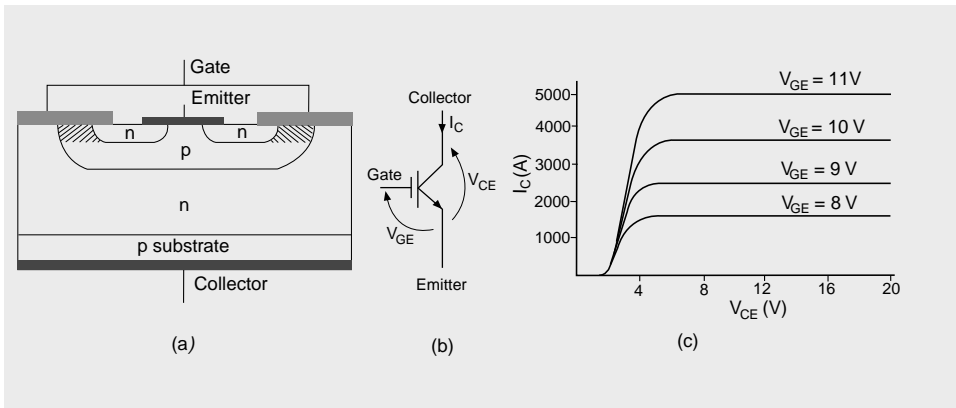 Gate
Emitter
n n
p
n
p substrate
Collector
(a)
Collector
I_C
Gate
V_CE
V_GE
Emitter
(b)
V_GE = 11V
5000
V_GE = 10 V
4000
3000
V_GE = 9 V
2000
V_GE = 8 V
1000
I_C(A)
4 8 12 16 20
V_CE (V)
(c)